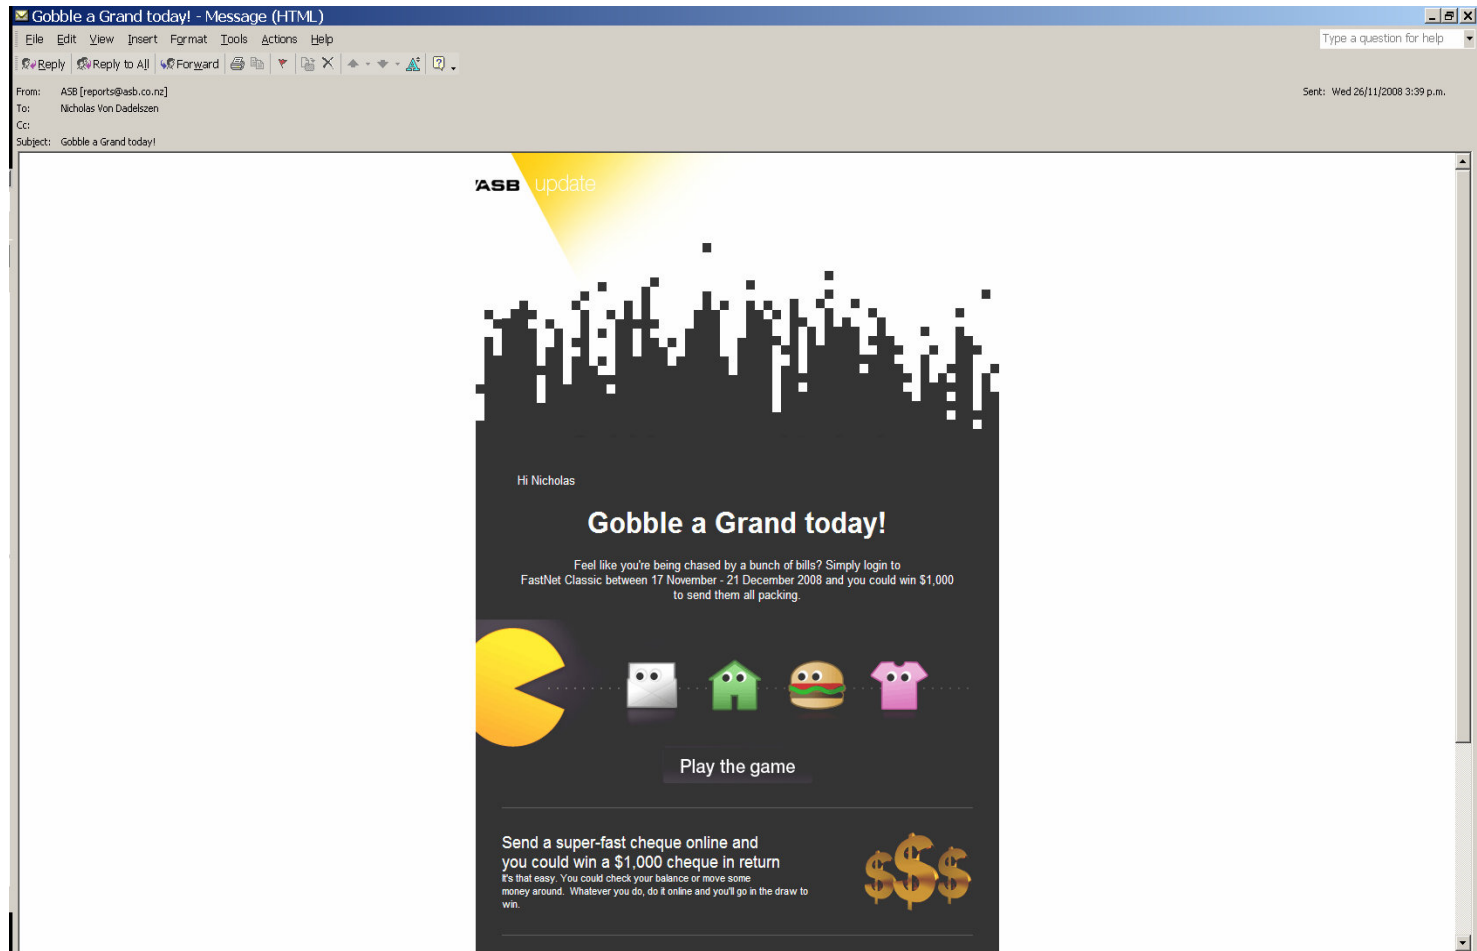 Gobble a Grand today! - Message (HTML)
File Edit View Insert Format Tools Actions Help
Type a question for help
Reply Reply to All Forward
From: ASB [reports@asb.co.nz]
Sent: Wed 26/11/2008 3:39 p.m.
To: Nicholas Von Dadelszen
Cc:
Subject: Gobble a Grand today!
ASB update
Hi Nicholas
Gobble a Grand today!
Feel like you're being chased by a bunch of bills? Simply login to
FastNet Classic between 17 November - 21 December 2008 and you could win $1,000
to send them all packing.
Play the game
Send a super-fast cheque online and
you could win a $1,000 cheque in return
It's that easy. You could check your balance or move some
money around. Whatever you do, do it online and you'll go in the draw to
win.